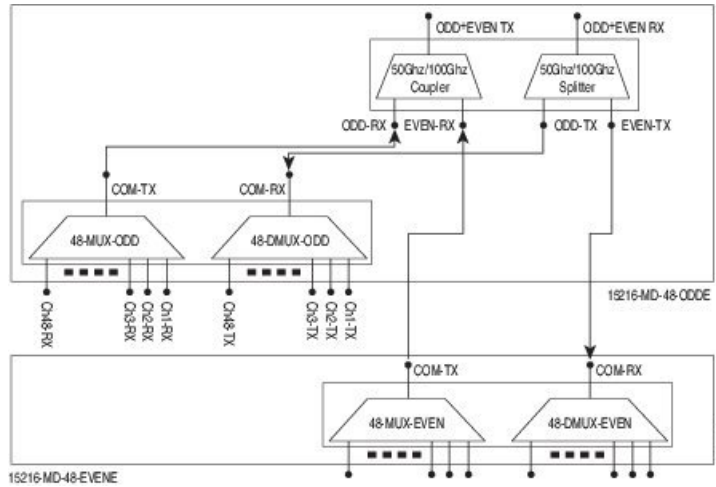 ODD+EVEN TX
ODD+EVEN RX
50Ghz/100Ghz
Coupler
50Ghz/100Ghz
Splitter
ODD-RX
EVEN-RX
ODD-TX
EVEN-TX
COM-TX
COM-RX
48-MUX-ODD
48-DMUX-ODD
Ch48-RX
Ch3-RX
Ch2-RX
Ch1-RX
Ch48-TX
Ch3-TX
Ch2-TX
Ch1-TX
15216-MD-48-ODDE
COM-TX
COM-RX
48-MUX-EVEN
48-DMUX-EVEN
15216-MD-48-EVENE